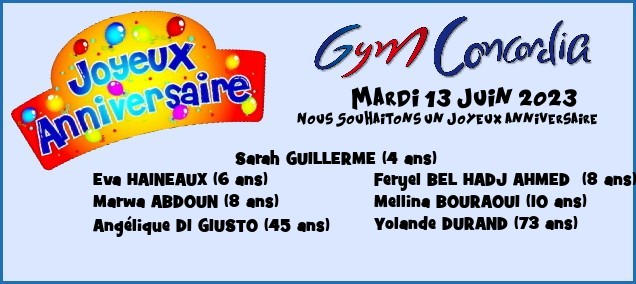 Joyeux
Anniversaire
Gym Concordia
Mardi 13 Juin 2023
Nous souhaitons un joyeux anniversaire
Sarah GUILLERME (4 ans)
Eva HAINEAUX (6 ans)
Feryel BEL HADJ AHMED (8 ans)
Marwa ABDOUN (8 ans)
Mellina BOURAOUI (10 ans)
Angélique DI GIUSTO (45 ans)
Yolande DURAND (73 ans)